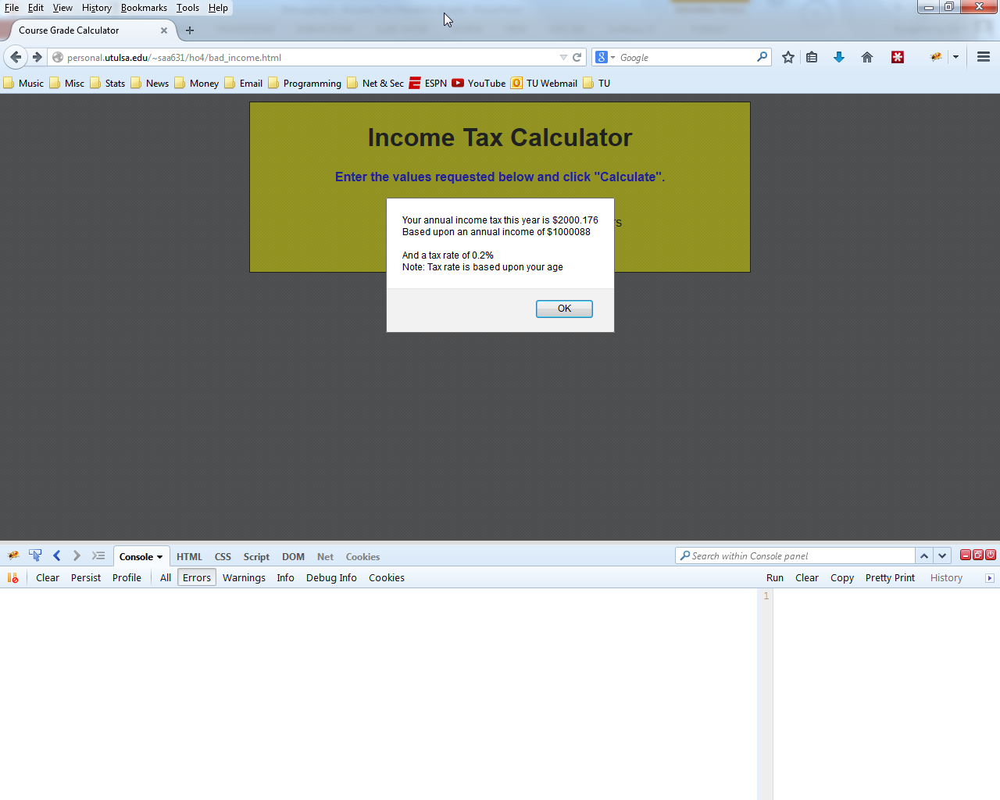 File Edit View History Bookmarks Tools Help
Course Grade Calculator
personal.utulsa.edu/~saa631/ho4/bad_income.html
Google
Music Misc Stats News Money Email Programming Net & Sec ESPN YouTube TU Webmail TU
Income Tax Calculator
Enter the values requested below and click "Calculate".
Your annual income tax this year is $2000.176
Based upon an annual income of $1000088
And a tax rate of 0.2%
Note: Tax rate is based upon your age
OK
Console HTML CSS Script DOM Net Cookies
Search within Console panel
Clear Persist Profile All Errors Warnings Info Debug Info Cookies
Run Clear Copy Pretty Print History
1